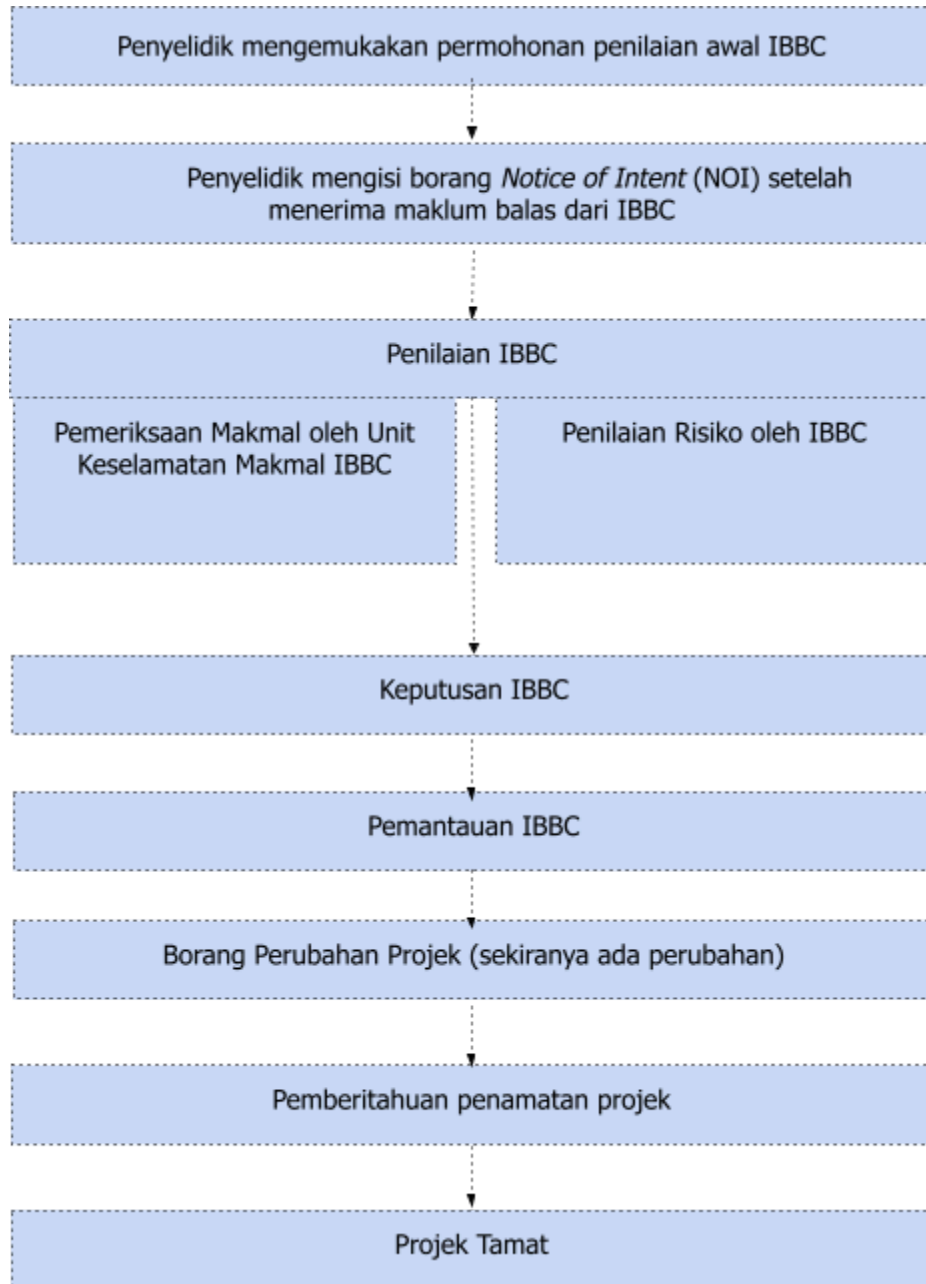 Penyelidik mengemukakan permohonan penilaian awal IBBC
Penyelidik mengisi borang Notice of Intent (NOI) setelah
menerima maklum balas dari IBBC
Penilaian IBBC
Pemeriksaan Makmal oleh Unit
Keselamatan Makmal IBBC
Penilaian Risiko oleh IBBC
Keputusan IBBC
Pemantauan IBBC
Borang Perubahan Projek (sekiranya ada perubahan)
Pemberitahuan penamatan projek
Projek Tamat